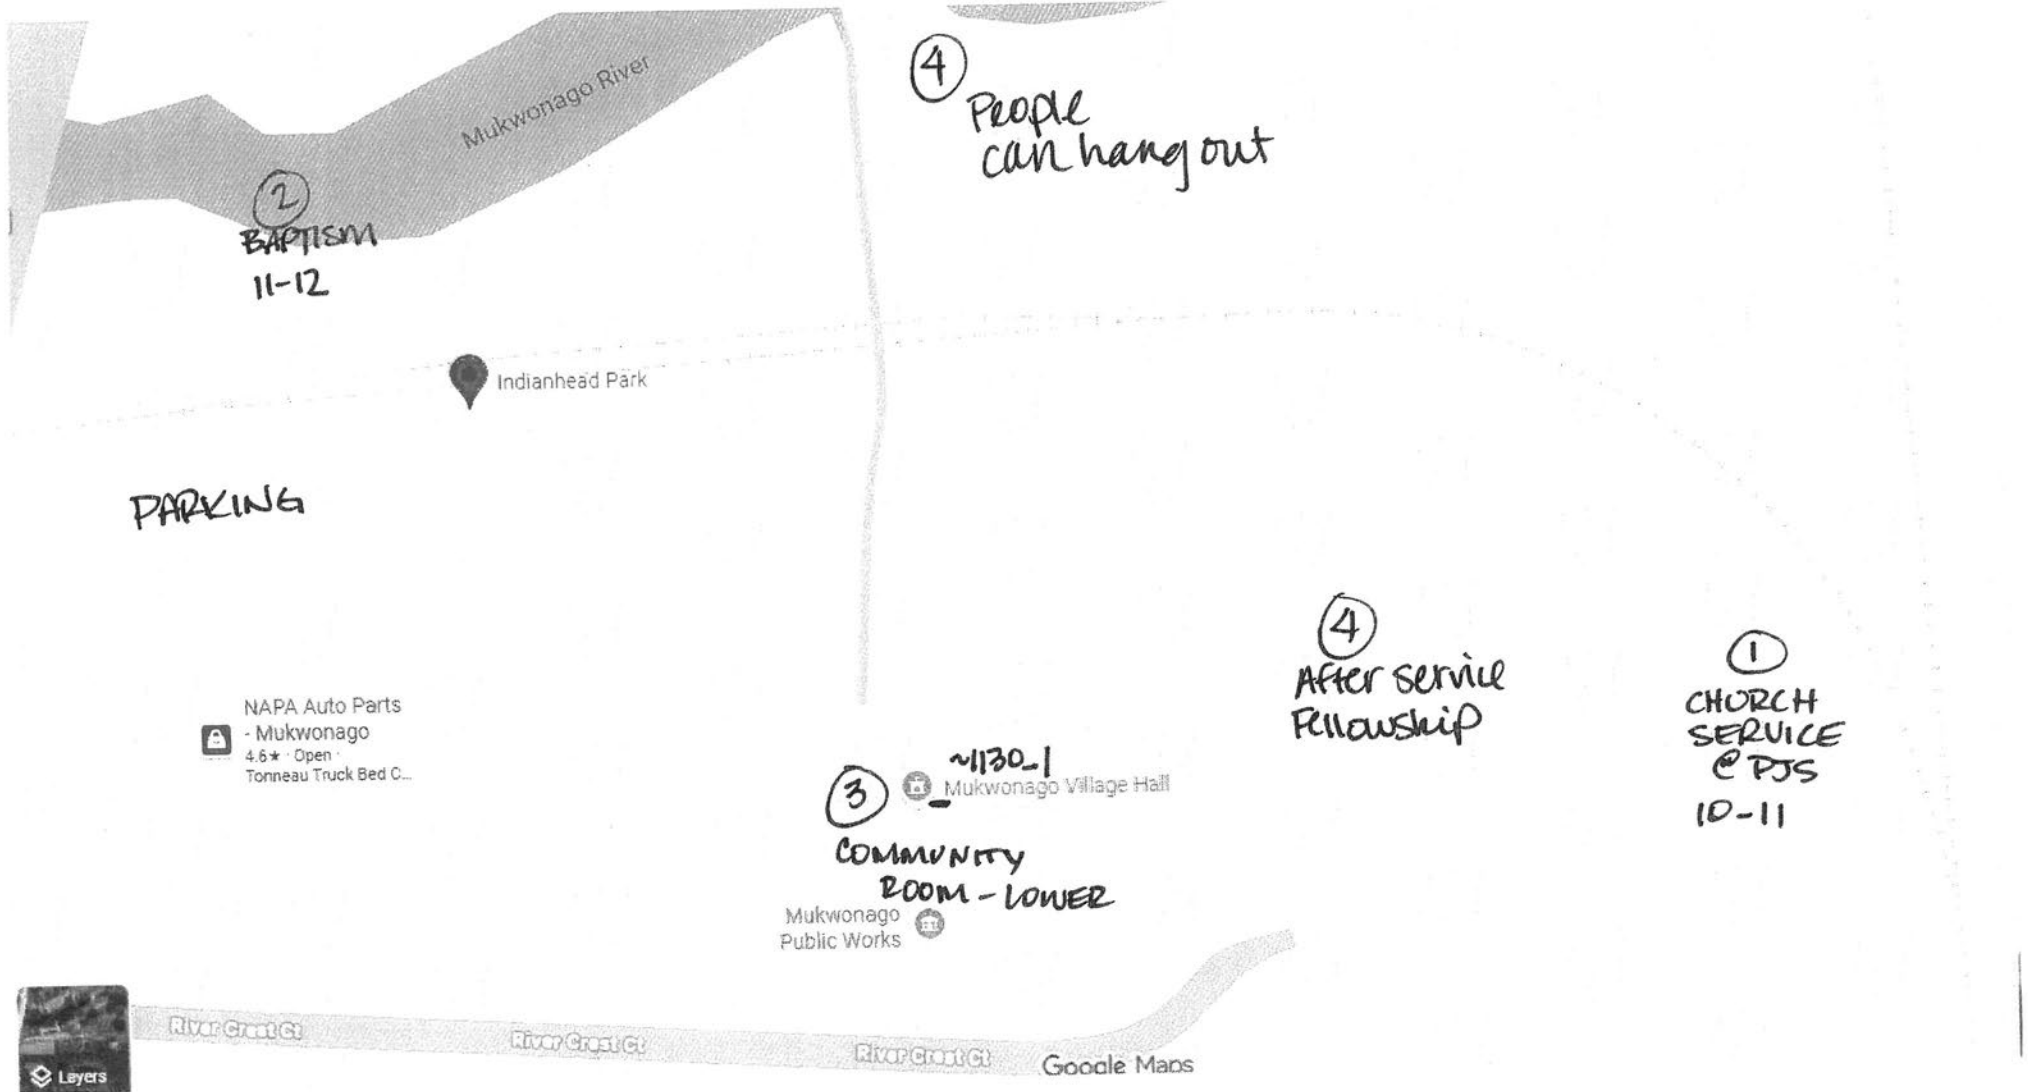 Mukwonago River
4
People
can hang out
2
BAPTISM
11-12
Indianhead Park
PARKING
4
After service
Fellowship
1
CHURCH
SERVICE
@ PJS
10-11
NAPA Auto Parts
- Mukwonago
4.6★ · Open ·
Tonneau Truck Bed C...
~1130-1
3
Mukwonago Village Hall
COMMUNITY
ROOM - LOWER
Mukwonago
Public Works
River Crest Ct
River Crest Ct
River Crest Ct
Google Maps
Layers